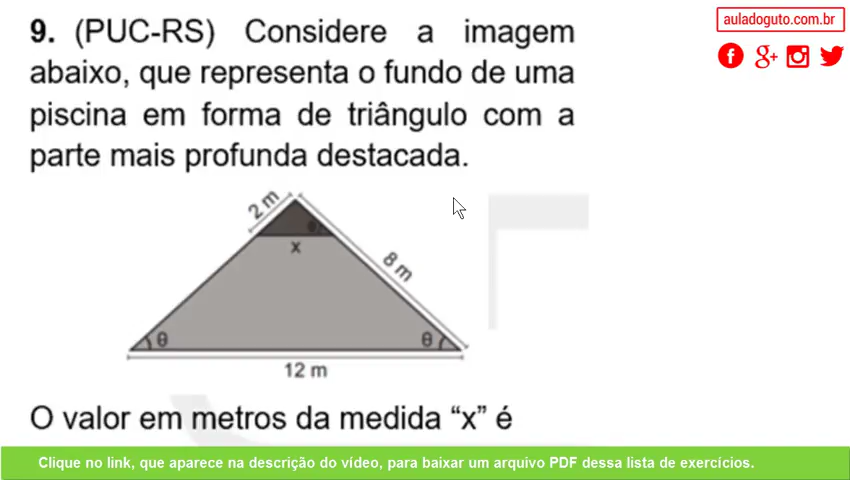 auladoguto.com.br
9. (PUC-RS) Considere a imagem
abaixo, que representa o fundo de uma
piscina em forma de triângulo com a
parte mais profunda destacada.
2 m
θ
x
8 m
θ
θ
12 m
O valor em metros da medida “x” é
Clique no link, que aparece na descrição do vídeo, para baixar um arquivo PDF dessa lista de exercícios.